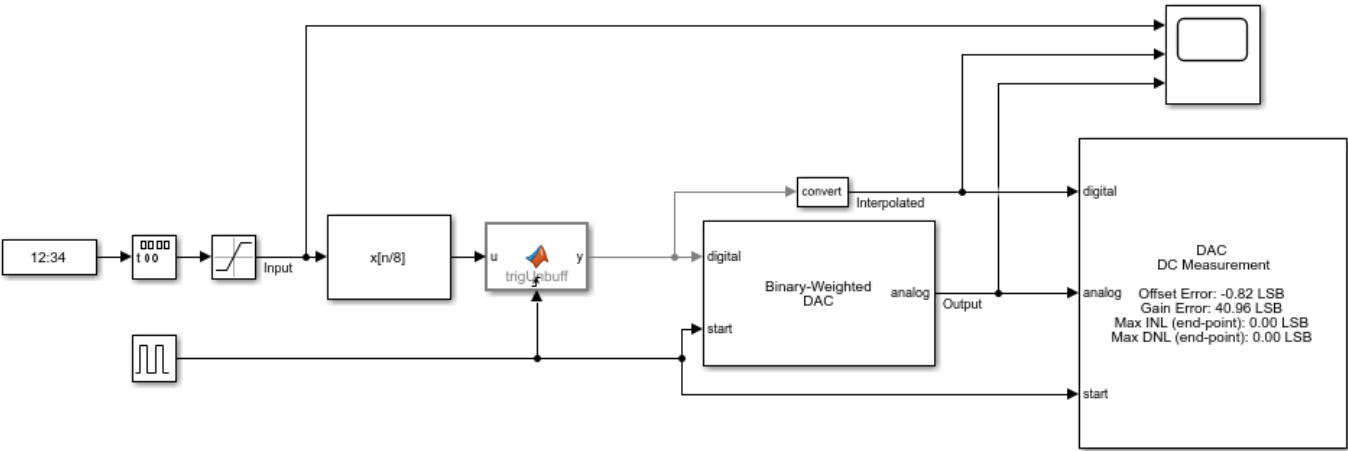 12:34
t 00
Input
x[n/8]
u
y
trigUnbuff
convert
Interpolated
digital
Binary-Weighted
DAC
analog
start
Output
digital
analog
start
DAC
DC Measurement
Offset Error: -0.82 LSB
Gain Error: 40.96 LSB
Max INL (end-point): 0.00 LSB
Max DNL (end-point): 0.00 LSB